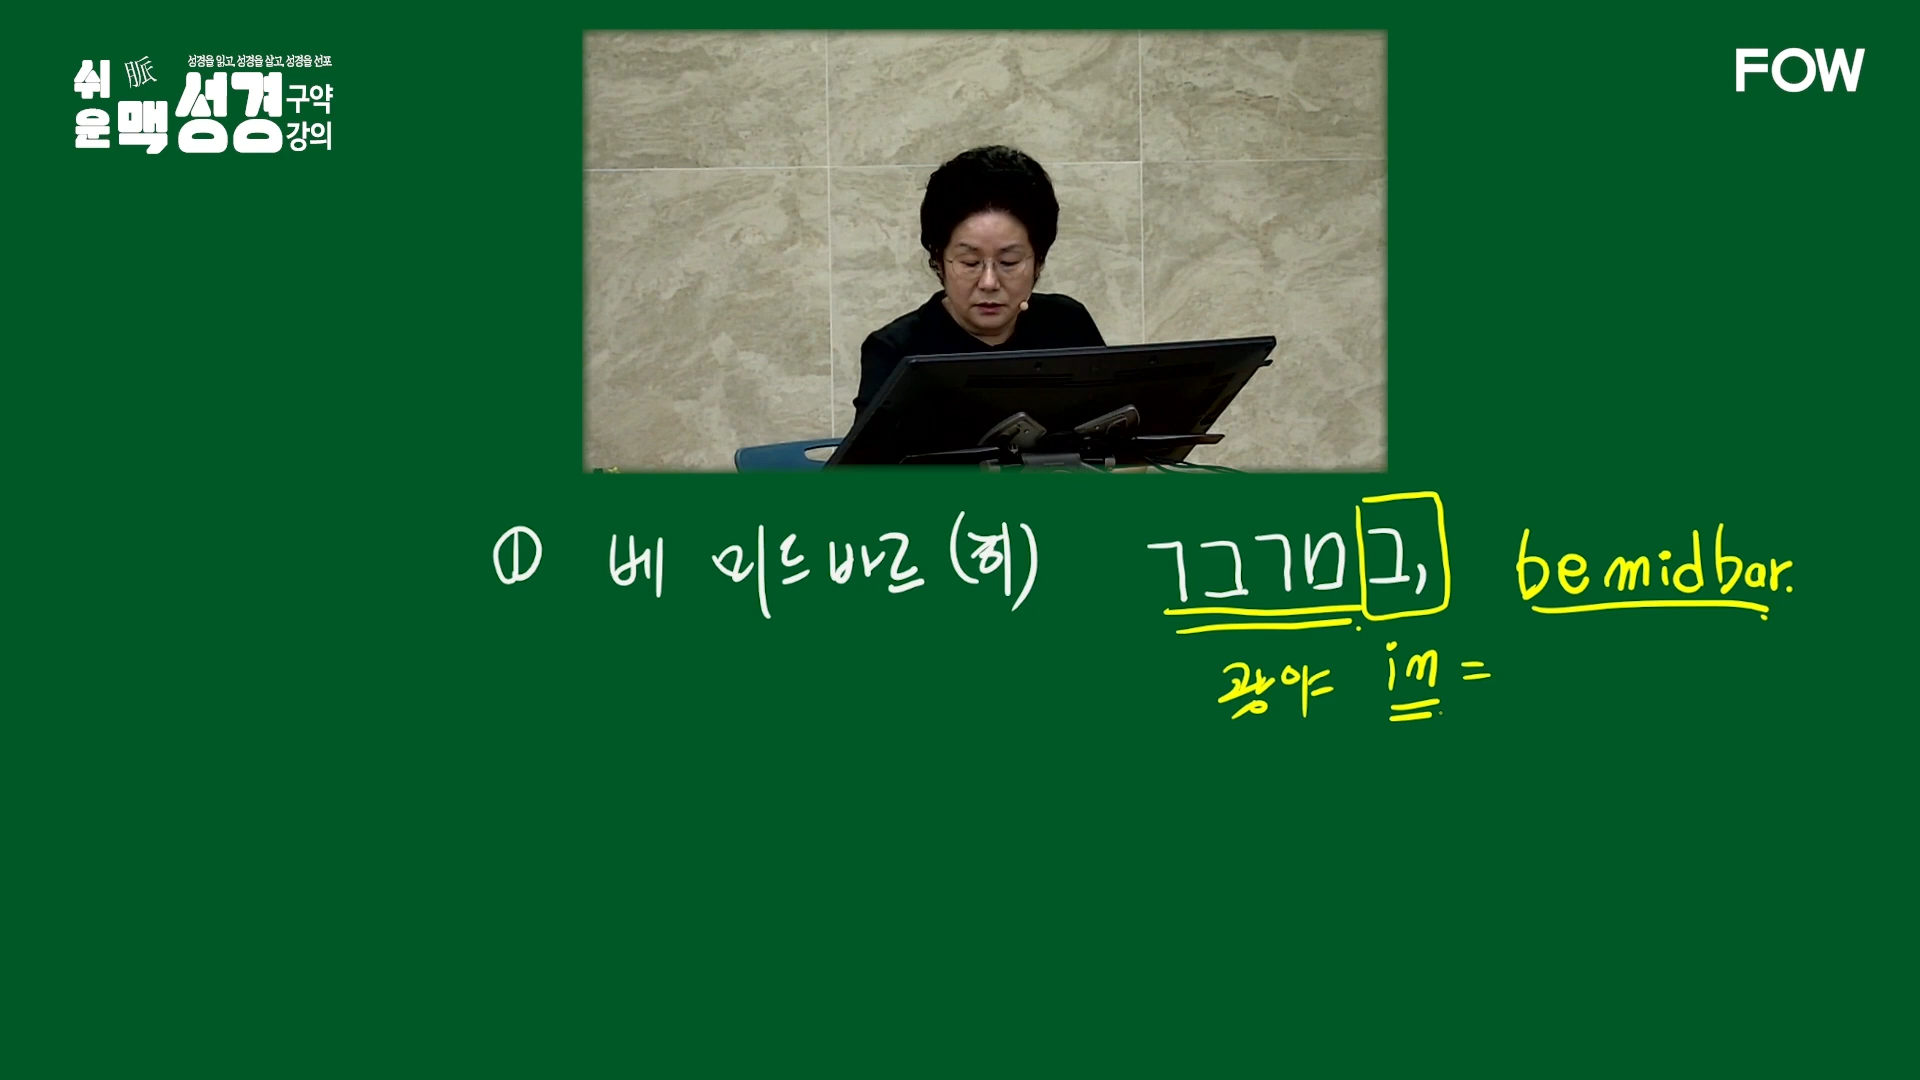 쉬운 脈 맥 성경을 읽고, 성경을 살고, 성경을 선포 성경 구약 강의
FOW
① 베 미드바르 (히) במדבר, bemidbar.
광야 im =